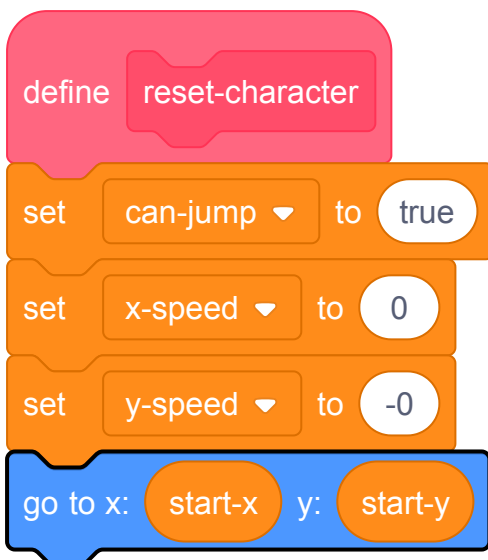 define reset-character
set can-jump to true
set x-speed to 0
set y-speed to -0
go to x: start-x y: start-y